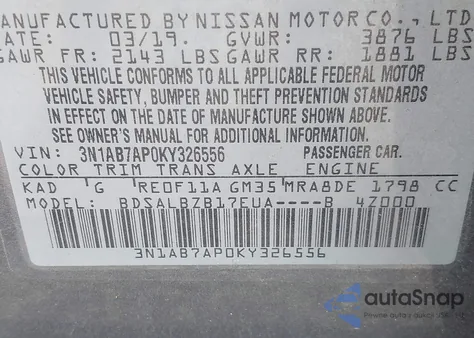 ANUFACTURED BY NISSAN MOTOR CO., LTD
DATE: 03/19. GVWR: 3876 LBS
GAWR FR: 2143 LBS GAWR RR: 1881 LBS
THIS VEHICLE CONFORMS TO ALL APPLICABLE FEDERAL MOTOR
VEHICLE SAFETY, BUMPER AND THEFT PREVENTION STANDARDS
IN EFFECT ON THE DATE OF MANUFACTURE SHOWN ABOVE.
SEE OWNER'S MANUAL FOR ADDITIONAL INFORMATION.
VIN: 3N1AB7AP0KY326556 PASSENGER CAR.
COLOR TRIM TRANS AXLE ENGINE
KAD G RE0F11A GM35 MRA8DE 1798 CC
MODEL: BDSALBZB17EUA----B 4Z000
3N1AB7AP0KY326556
autoSnap